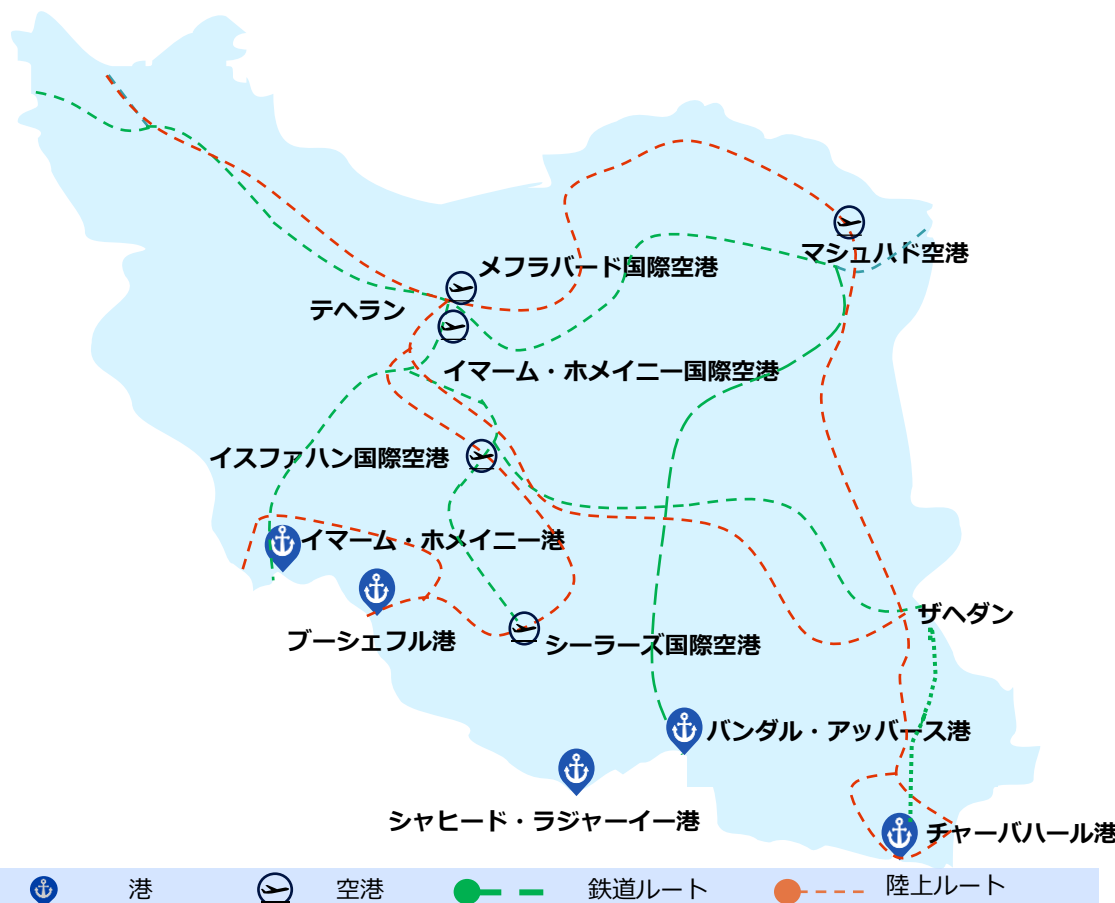 マシュハド空港
メフラバード国際空港
テヘラン
イマーム・ホメイニー国際空港
イスファハン国際空港
イマーム・ホメイニー港
ザヘダン
ブーシェフル港
シーラーズ国際空港
バンダル・アッバース港
シャヒード・ラジャーイー港
チャーバハール港
港
空港
鉄道ルート
陸上ルート